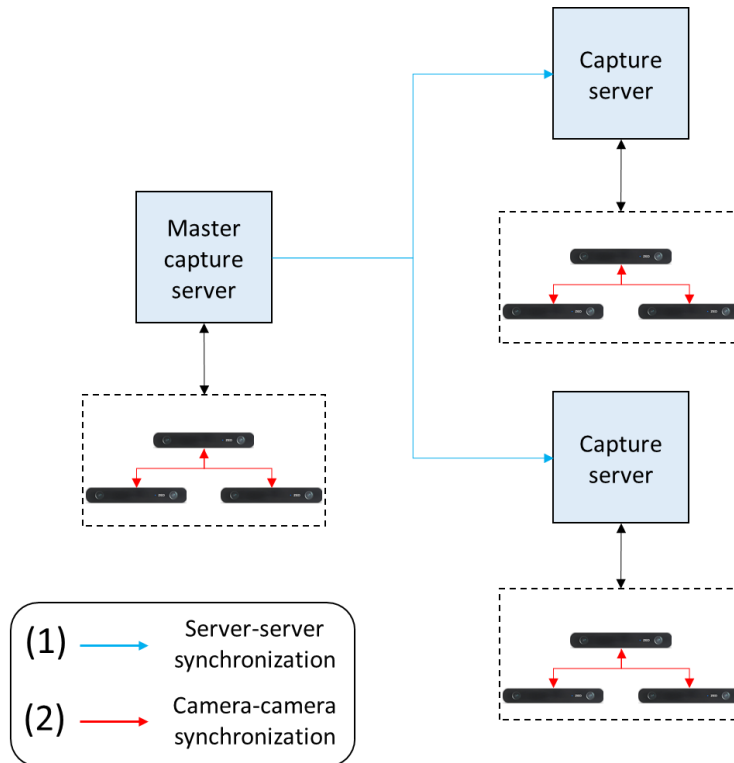 Capture
server
Master
capture
server
Capture
server
(1)
Server-server
synchronization
(2)
Camera-camera
synchronization